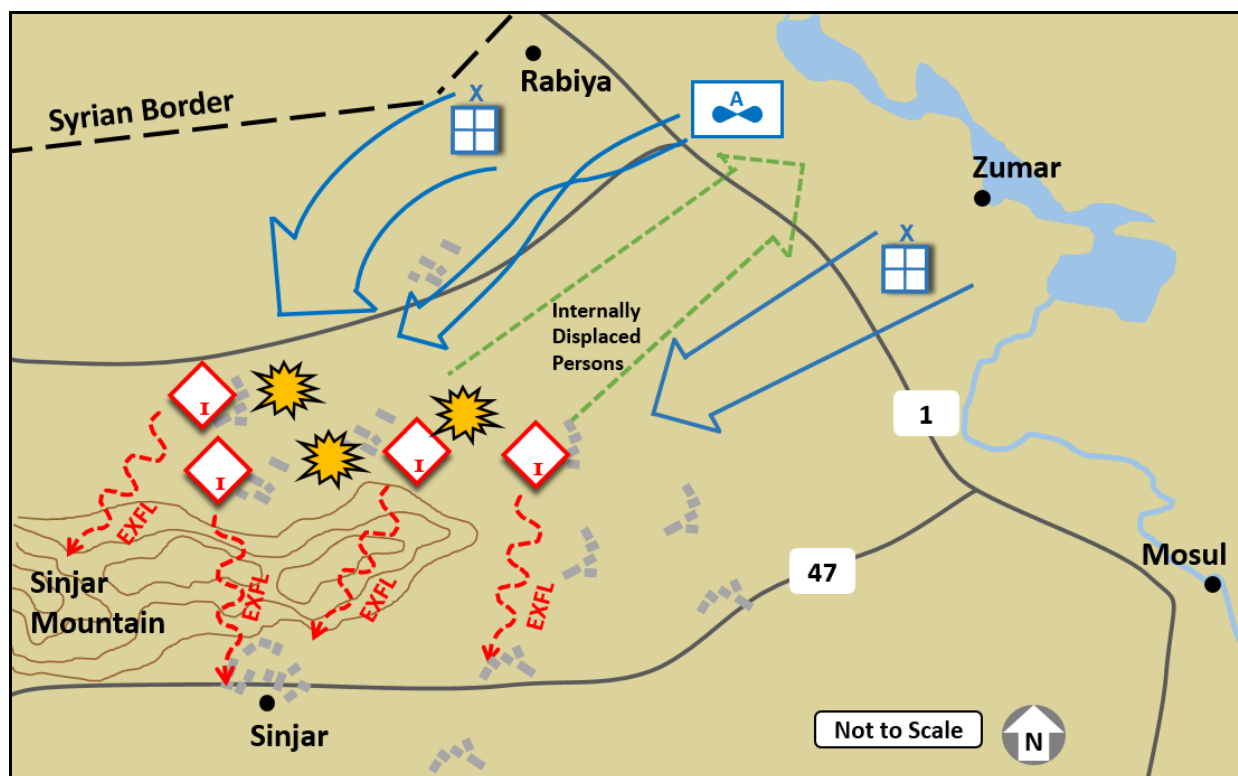 Rabiya
Syrian Border
X
A
Zumar
X
Internally
Displaced
Persons
1
I
I
I
I
EXFL
EXFL
EXFL
EXFL
47
Mosul
Sinjar
Mountain
Sinjar
Not to Scale
N